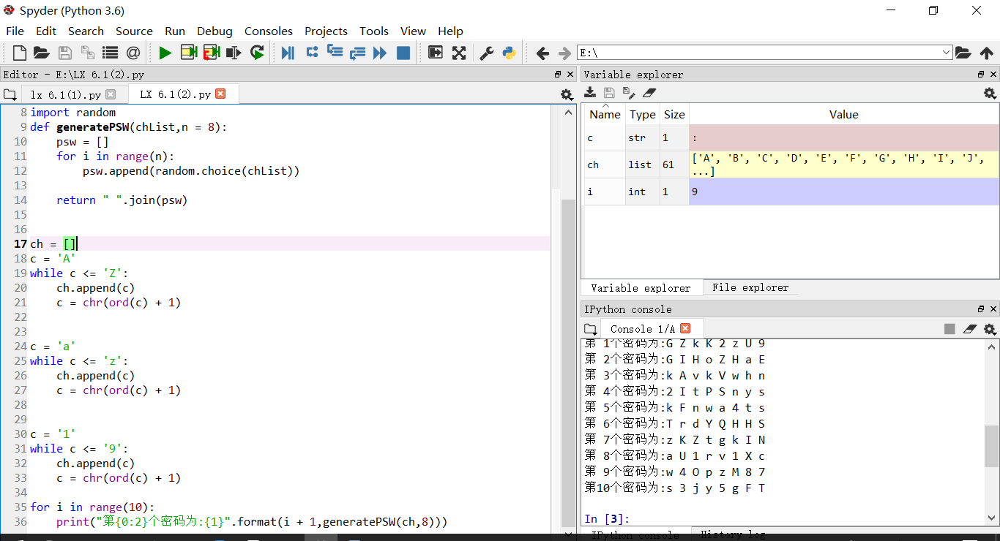 Spyder (Python 3.6)
File Edit Search Source Run Debug Consoles Projects Tools View Help
E:\
Editor - E:\LX 6.1(2).py
lx 6.1(1).py LX 6.1(2).py
8 import random
9 def generatePSW(chList,n = 8):
10     psw = []
11     for i in range(n):
12         psw.append(random.choice(chList))
13
14     return " ".join(psw)
15
16
17 ch = []
18 c = 'A'
19 while c <= 'Z':
20     ch.append(c)
21     c = chr(ord(c) + 1)
22
23
24 c = 'a'
25 while c <= 'z':
26     ch.append(c)
27     c = chr(ord(c) + 1)
28
29
30 c = '1'
31 while c <= '9':
32     ch.append(c)
33     c = chr(ord(c) + 1)
34
35 for i in range(10):
36     print("第{0:2}个密码为:{1}".format(i + 1,generatePSW(ch,8)))
Variable explorer
Name Type Size Value
c str 1 :
ch list 61 ['A', 'B', 'C', 'D', 'E', 'F', 'G', 'H', 'I', 'J',
...]
i int 1 9
Variable explorer File explorer
IPython console
Console 1/A
第 1个密码为:G Z k K 2 z U 9
第 2个密码为:G I H o Z H a E
第 3个密码为:k A v k V w h n
第 4个密码为:2 I t P S n y s
第 5个密码为:k F n w a 4 t s
第 6个密码为:T r d Y Q H H S
第 7个密码为:z K Z t g k I N
第 8个密码为:a U 1 r v 1 X c
第 9个密码为:w 4 O p z M 8 7
第10个密码为:s 3 j y 5 g F T
In [3]:
IPython console History log